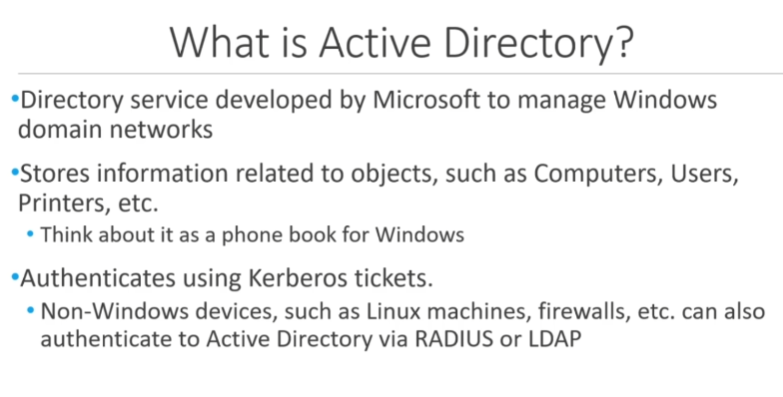 What is Active Directory?
•Directory service developed by Microsoft to manage Windows
domain networks
•Stores information related to objects, such as Computers, Users,
Printers, etc.
• Think about it as a phone book for Windows
•Authenticates using Kerberos tickets.
• Non-Windows devices, such as Linux machines, firewalls, etc. can also
authenticate to Active Directory via RADIUS or LDAP